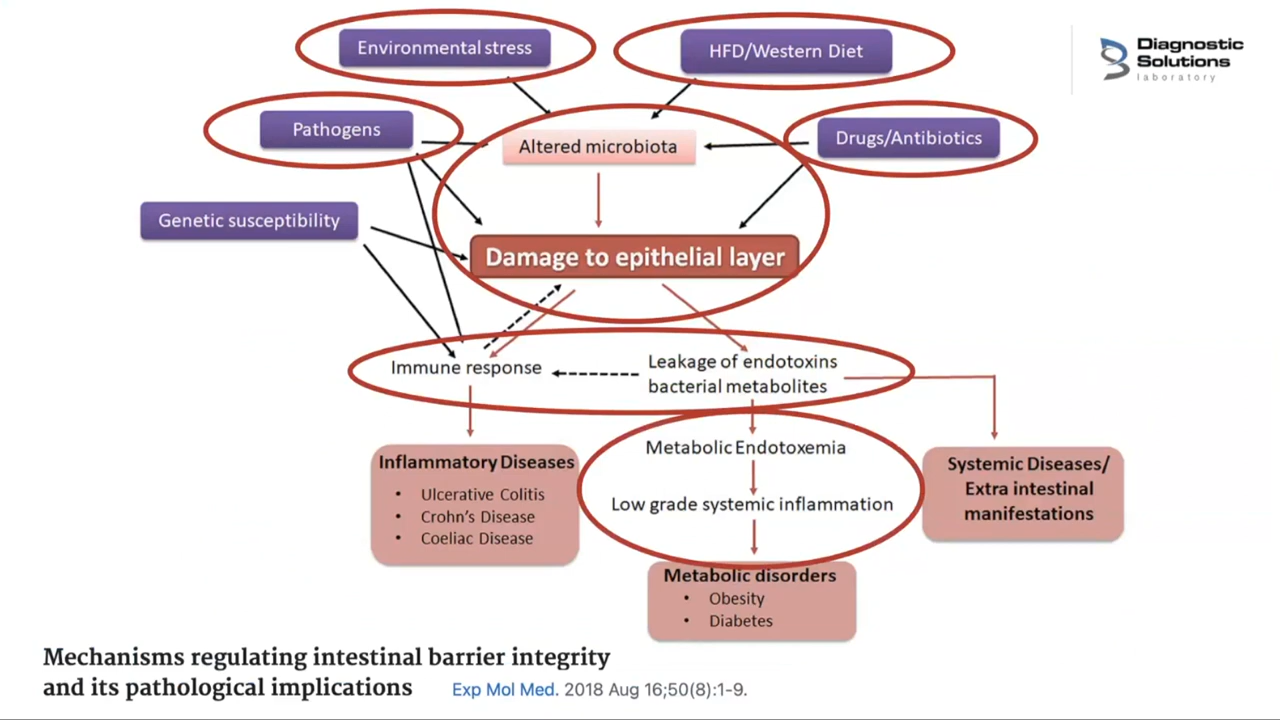 Environmental stress
HFD/Western Diet
Diagnostic
Solutions
laboratory
Pathogens
Altered microbiota
Drugs/Antibiotics
Genetic susceptibility
Damage to epithelial layer
Immune response
Leakage of endotoxins
bacterial metabolites
Inflammatory Diseases
• Ulcerative Colitis
• Crohn's Disease
• Coeliac Disease
Metabolic Endotoxemia
Low grade systemic inflammation
Systemic Diseases/
Extra intestinal
manifestations
Metabolic disorders
• Obesity
• Diabetes
Mechanisms regulating intestinal barrier integrity
and its pathological implications
Exp Mol Med. 2018 Aug 16;50(8):1-9.